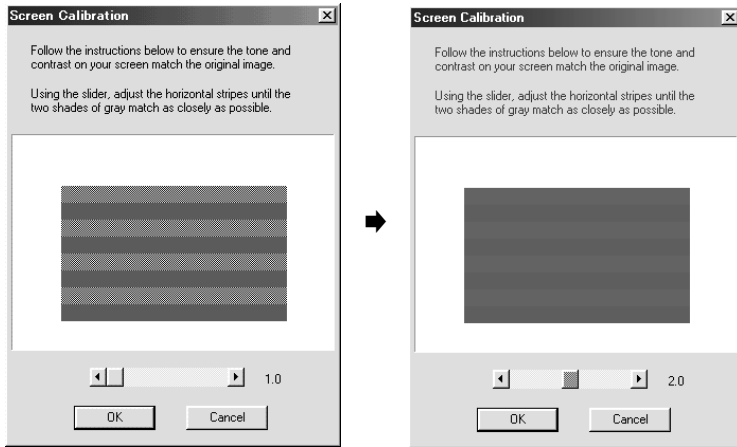 Screen Calibration
Follow the instructions below to ensure the tone and
contrast on your screen match the original image.
Using the slider, adjust the horizontal stripes until the
two shades of gray match as closely as possible.
1.0
OK Cancel
Screen Calibration
Follow the instructions below to ensure the tone and
contrast on your screen match the original image.
Using the slider, adjust the horizontal stripes until the
two shades of gray match as closely as possible.
2.0
OK Cancel